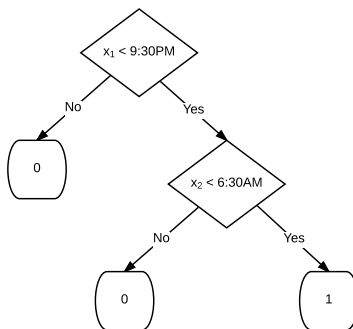 x₁ < 9:30PM
No
Yes
0
x₂ < 6:30AM
No
Yes
0
1